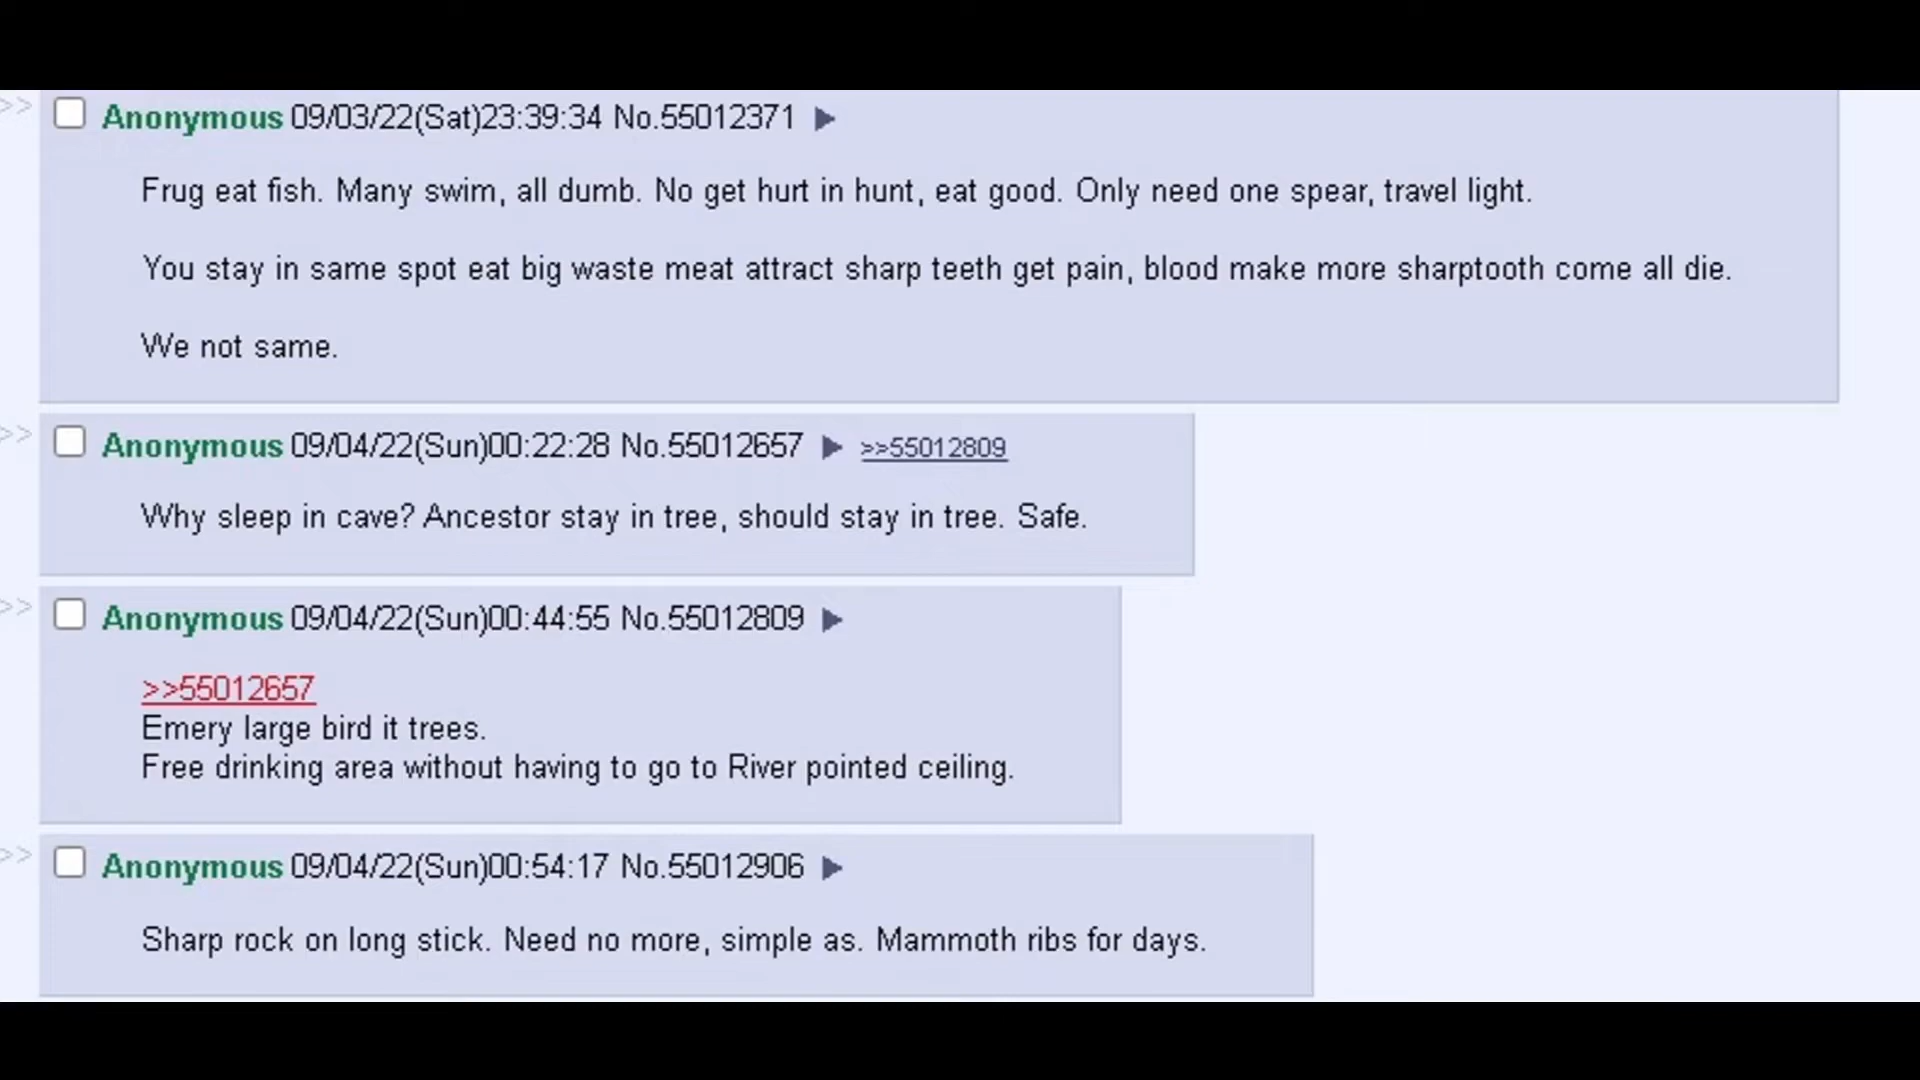 >> Anonymous 09/03/22(Sat)23:39:34 No.55012371 ▶
Frug eat fish. Many swim, all dumb. No get hurt in hunt, eat good. Only need one spear, travel light.
You stay in same spot eat big waste meat attract sharp teeth get pain, blood make more sharptooth come all die.
We not same.
>> Anonymous 09/04/22(Sun)00:22:28 No.55012657 ▶ >>55012809
Why sleep in cave? Ancestor stay in tree, should stay in tree. Safe.
>> Anonymous 09/04/22(Sun)00:44:55 No.55012809 ▶
>>55012657
Emery large bird it trees.
Free drinking area without having to go to River pointed ceiling.
>> Anonymous 09/04/22(Sun)00:54:17 No.55012906 ▶
Sharp rock on long stick. Need no more, simple as. Mammoth ribs for days.